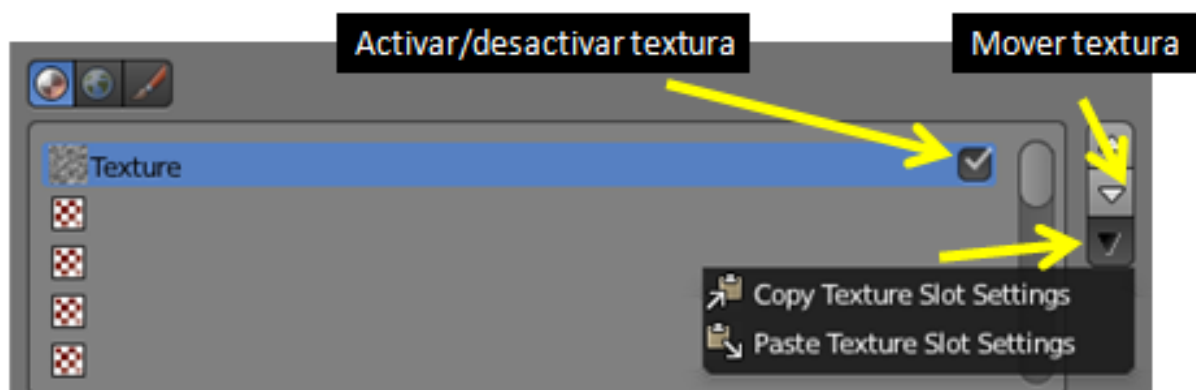 Activar/desactivar textura
Mover textura
Texture
Copy Texture Slot Settings
Paste Texture Slot Settings